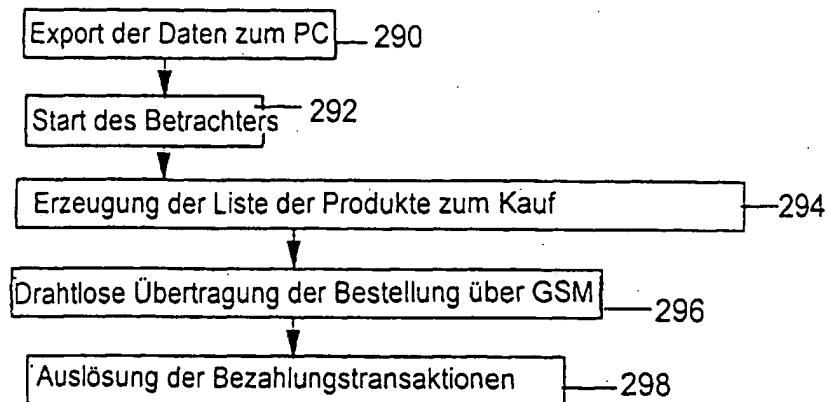 Export der Daten zum PC 290
Start des Betrachters 292
Erzeugung der Liste der Produkte zum Kauf 294
Drahtlose Übertragung der Bestellung über GSM 296
Auslösung der Bezahlungstransaktionen 298